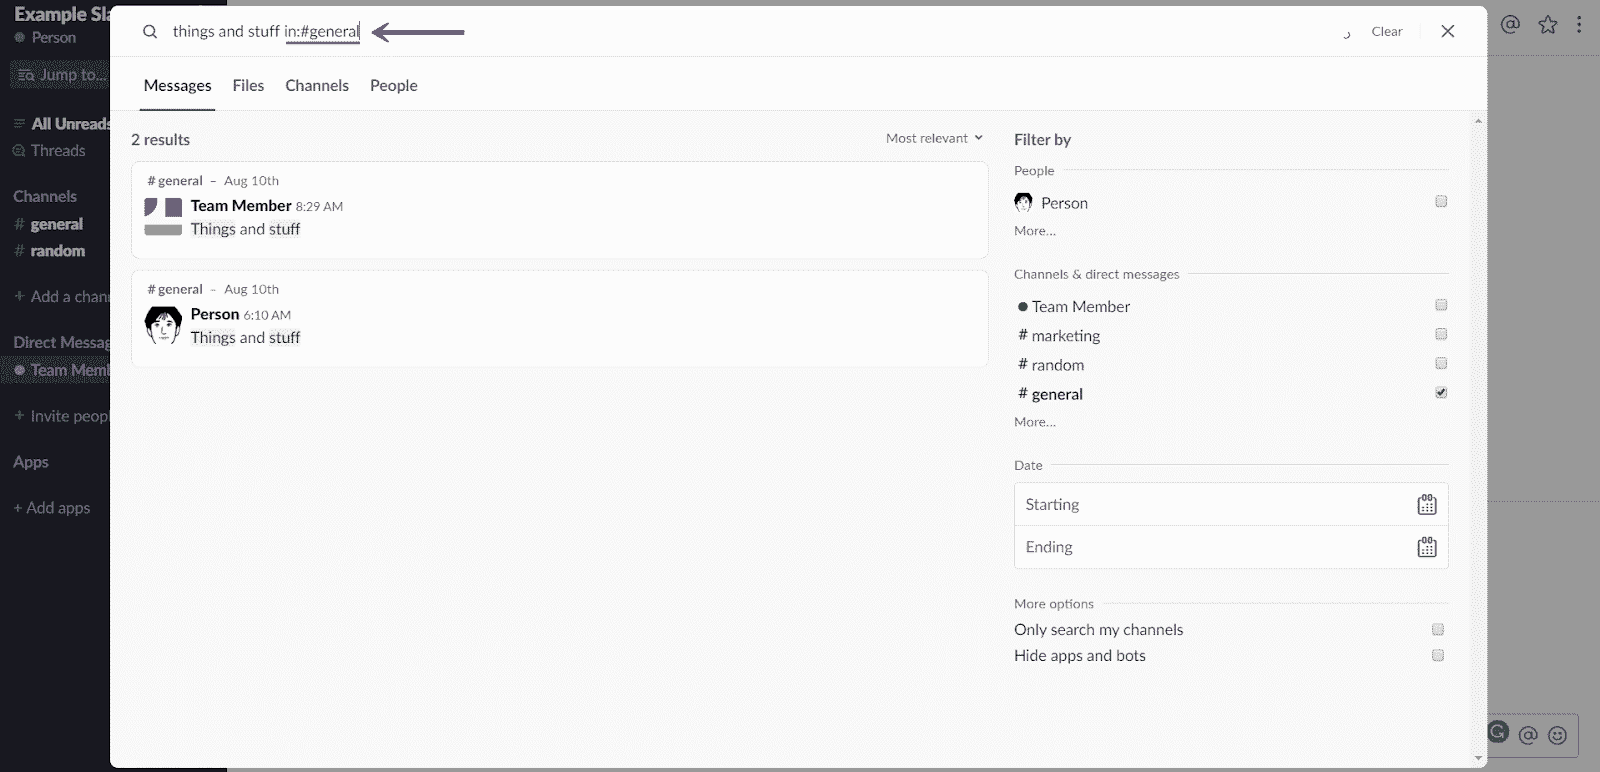 Example Sla
Person
Jump to...
All Unreads
Threads
Channels
# general
# random
+ Add a chann
Direct Messag
Team Memb
+ Invite peopl
Apps
+ Add apps
things and stuff in:#general
Clear
Messages Files Channels People
2 results
Most relevant
# general – Aug 10th
Team Member 8:29 AM
Things and stuff
# general - Aug 10th
Person 6:10 AM
Things and stuff
Filter by
People
Person
More...
Channels & direct messages
Team Member
# marketing
# random
# general
More...
Date
Starting
Ending
More options
Only search my channels
Hide apps and bots